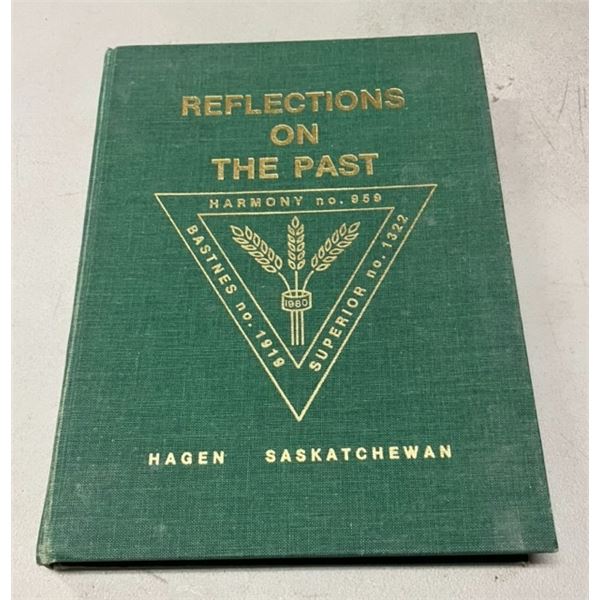 REFLECTIONS
ON
THE PAST
HARMONY no. 959
BASTNES no. 1919
SUPERIOR no. 1322
1980
HAGEN SASKATCHEWAN